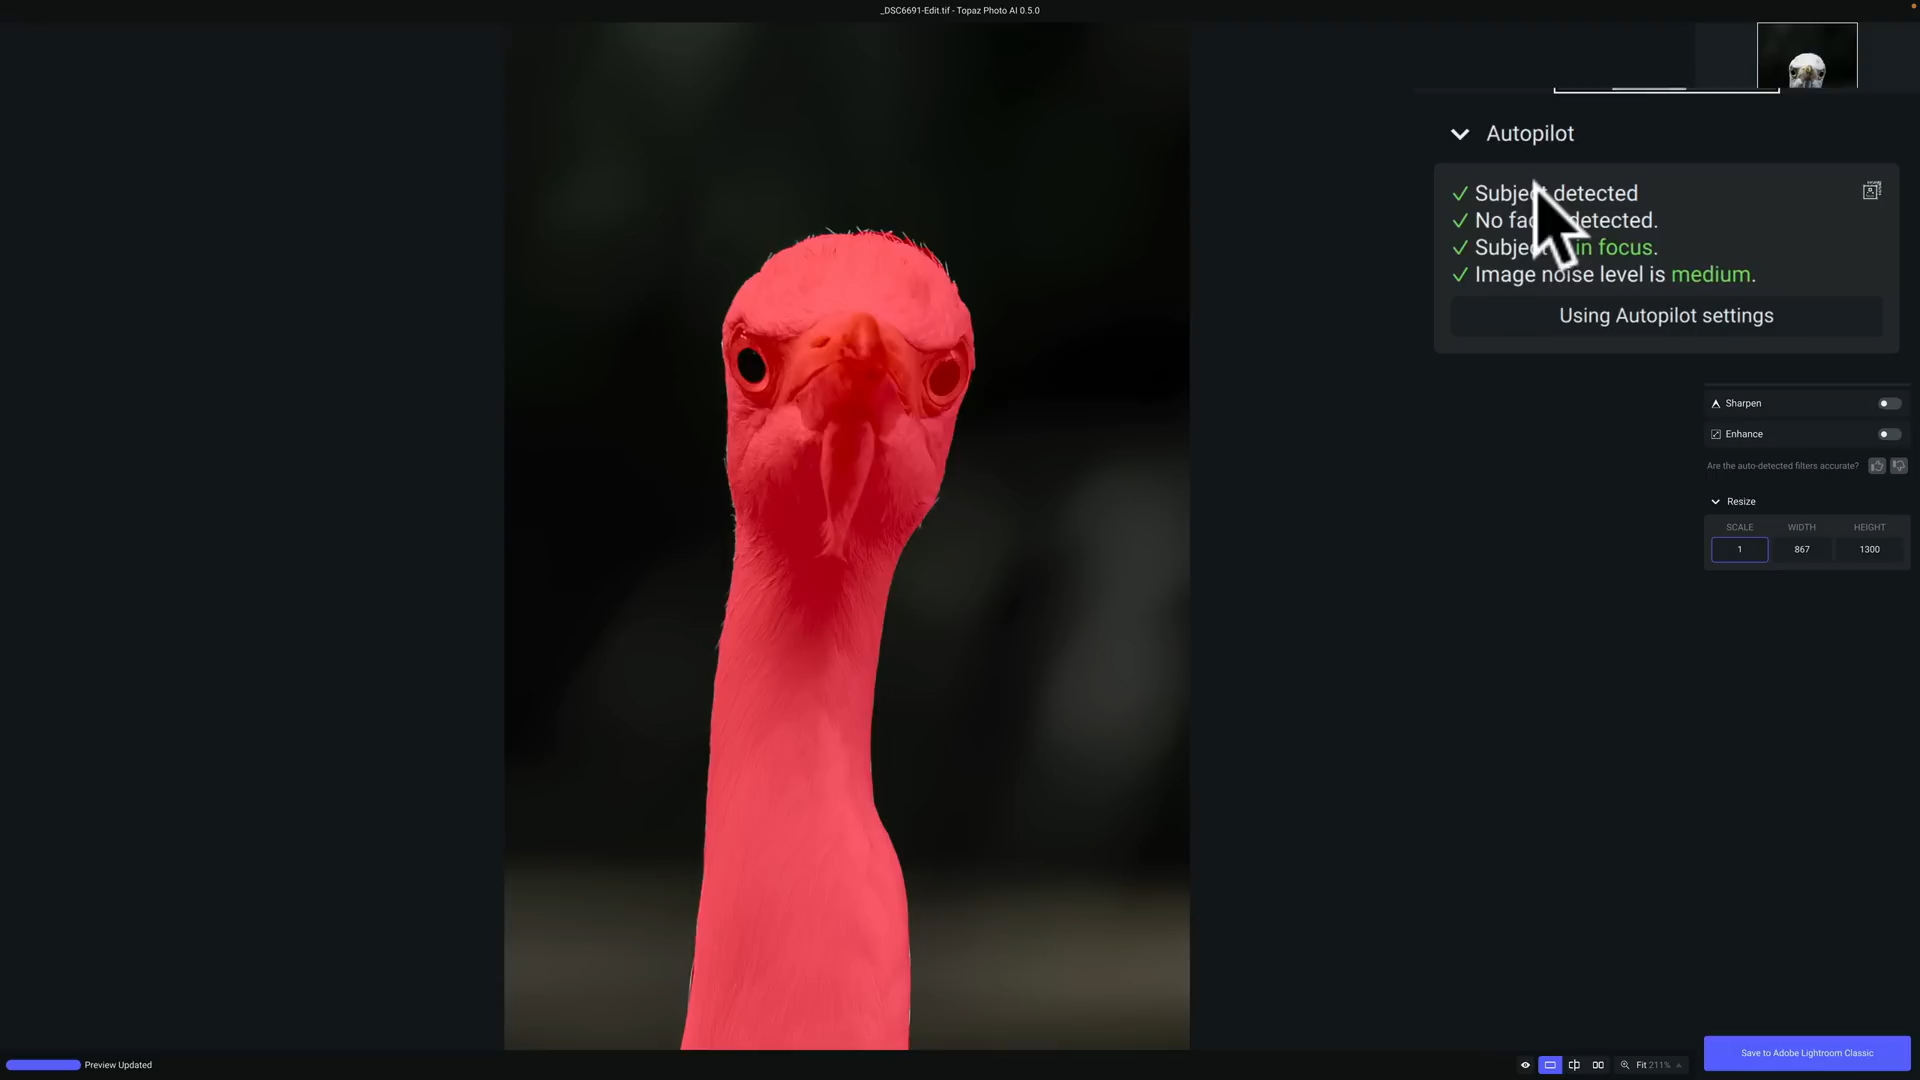 _DSC6691-Edit.tif - Topaz Photo AI 0.5.0
Autopilot
Subject detected
No fac detected.
Subje in focus.
Image noise level is medium.
Using Autopilot settings
Sharpen
Enhance
Are the auto-detected filters accurate?
Resize
SCALE WIDTH HEIGHT
1 867 1300
Preview Updated
Fit 211%
Save to Adobe Lightroom Classic